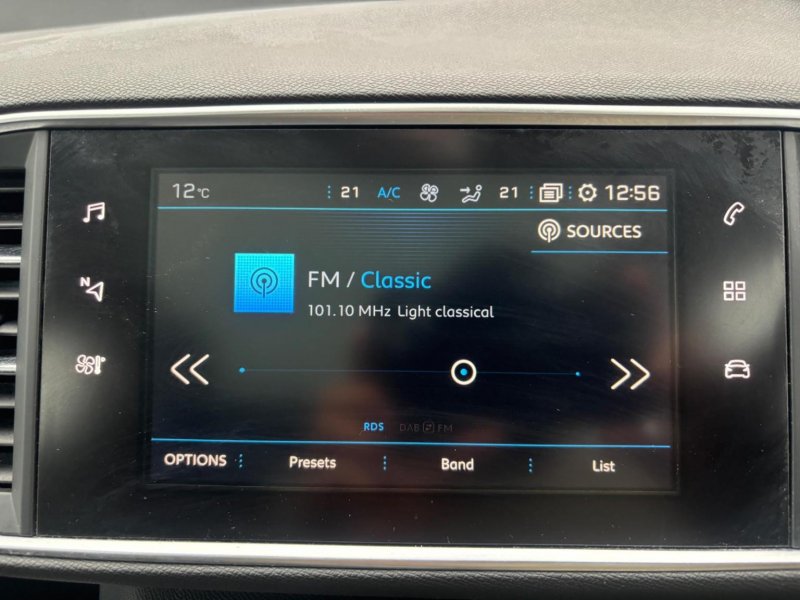 12°C 21 A/C 21 12:56
SOURCES
N
FM / Classic
101.10 MHz Light classical
RDS DAB FM
OPTIONS Presets Band List